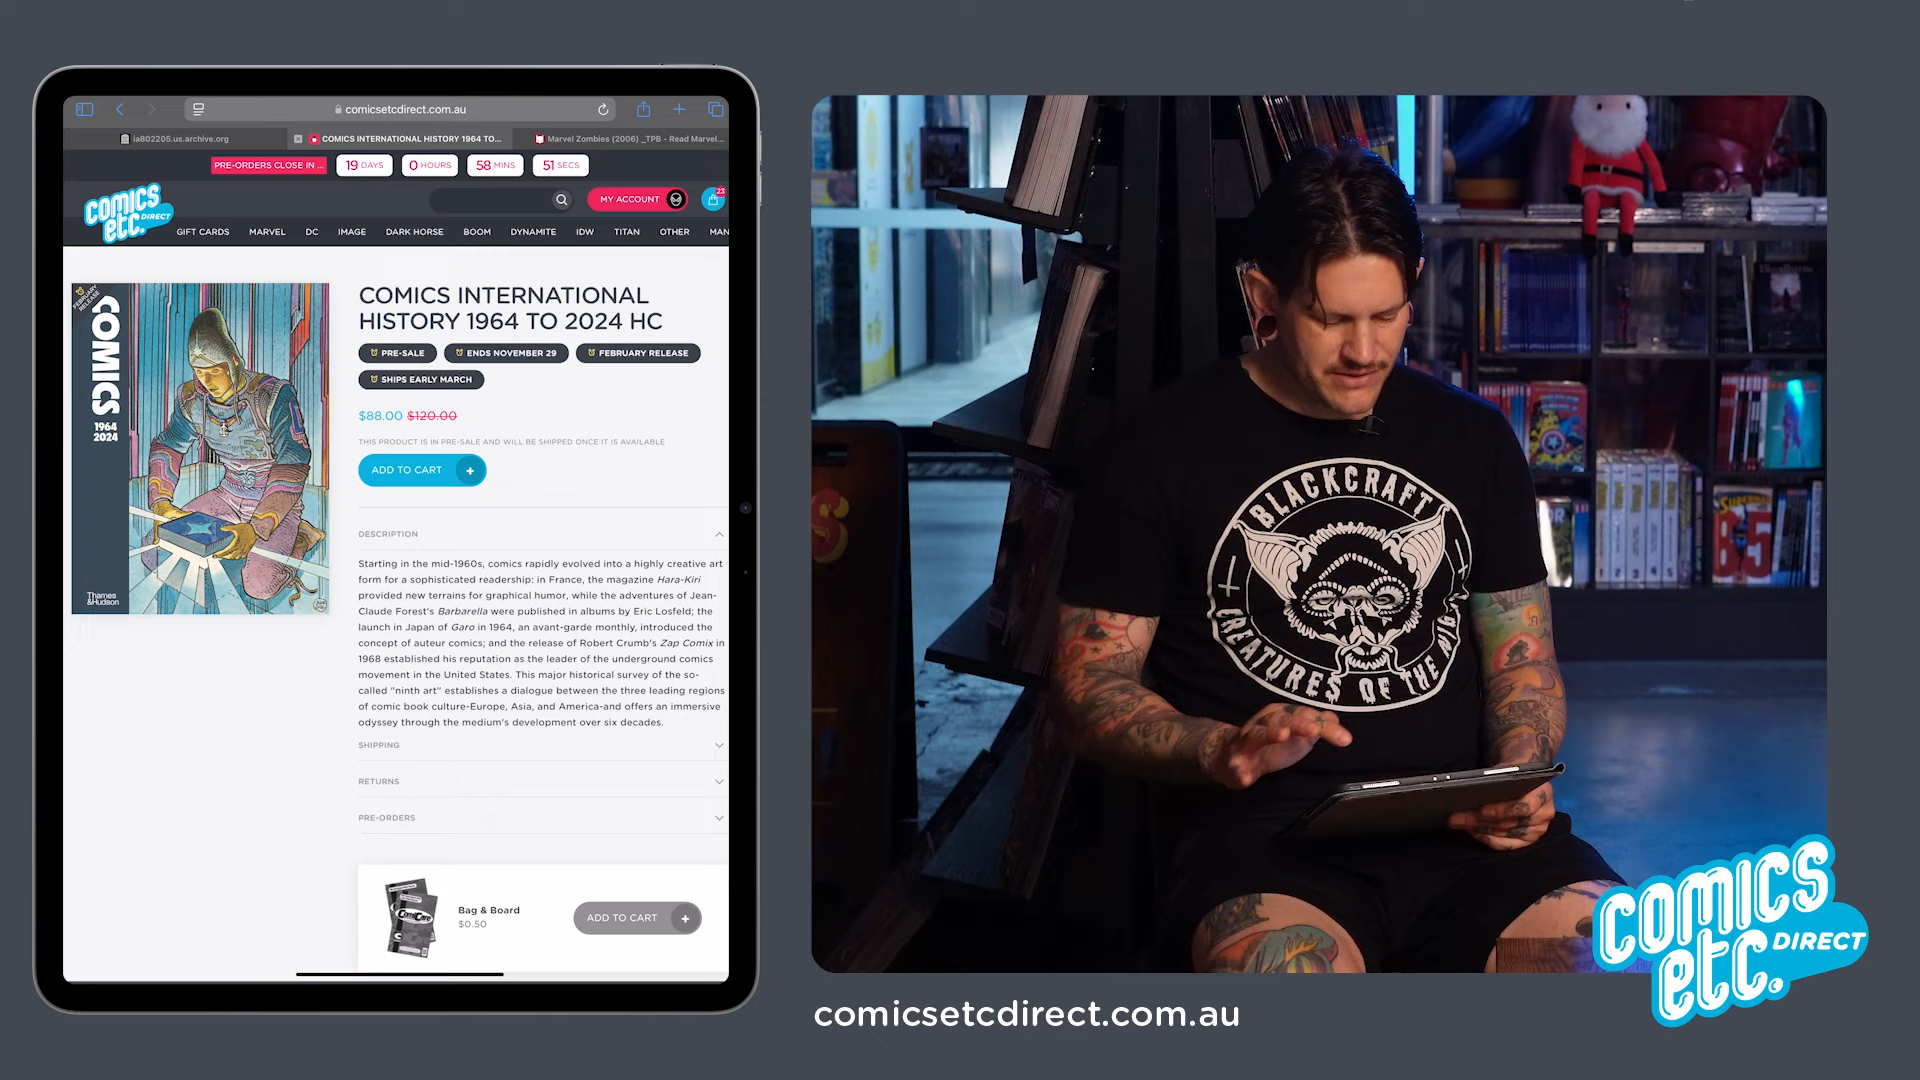 comicsetcdirect.com.au
ia802205.us.archive.org
COMICS INTERNATIONAL HISTORY 1964 TO...
Marvel Zombies (2006) _TPB - Read Marvel...
PRE-ORDERS CLOSE IN ...
19 DAYS
0 HOURS
58 MINS
51 SECS
COMICS
etc. DIRECT
MY ACCOUNT
23
GIFT CARDS
MARVEL
DC
IMAGE
DARK HORSE
BOOM
DYNAMITE
IDW
TITAN
OTHER
MAN
FEBRUARY
RELEASE
COMICS
1964
2024
Thames
&Hudson
COMICS INTERNATIONAL
HISTORY 1964 TO 2024 HC
PRE-SALE
ENDS NOVEMBER 29
FEBRUARY RELEASE
SHIPS EARLY MARCH
$88.00 $120.00
THIS PRODUCT IS IN PRE-SALE AND WILL BE SHIPPED ONCE IT IS AVAILABLE
ADD TO CART +
DESCRIPTION
Starting in the mid-1960s, comics rapidly evolved into a highly creative art
form for a sophisticated readership: in France, the magazine Hara-Kiri
provided new terrains for graphical humor, while the adventures of Jean-
Claude Forest's Barbarella were published in albums by Eric Losfeld; the
launch in Japan of Garo in 1964, an avant-garde monthly, introduced the
concept of auteur comics; and the release of Robert Crumb's Zap Comix in
1968 established his reputation as the leader of the underground comics
movement in the United States. This major historical survey of the so-
called "ninth art" establishes a dialogue between the three leading regions
of comic book culture-Europe, Asia, and America-and offers an immersive
odyssey through the medium's development over six decades.
SHIPPING
RETURNS
PRE-ORDERS
ComiCare
Bag & Board
$0.50
ADD TO CART +
BLACKCRAFT
CREATURES OF THE NIG
SUPERMAN
85
comics
etc. DIRECT
comicsetcdirect.com.au